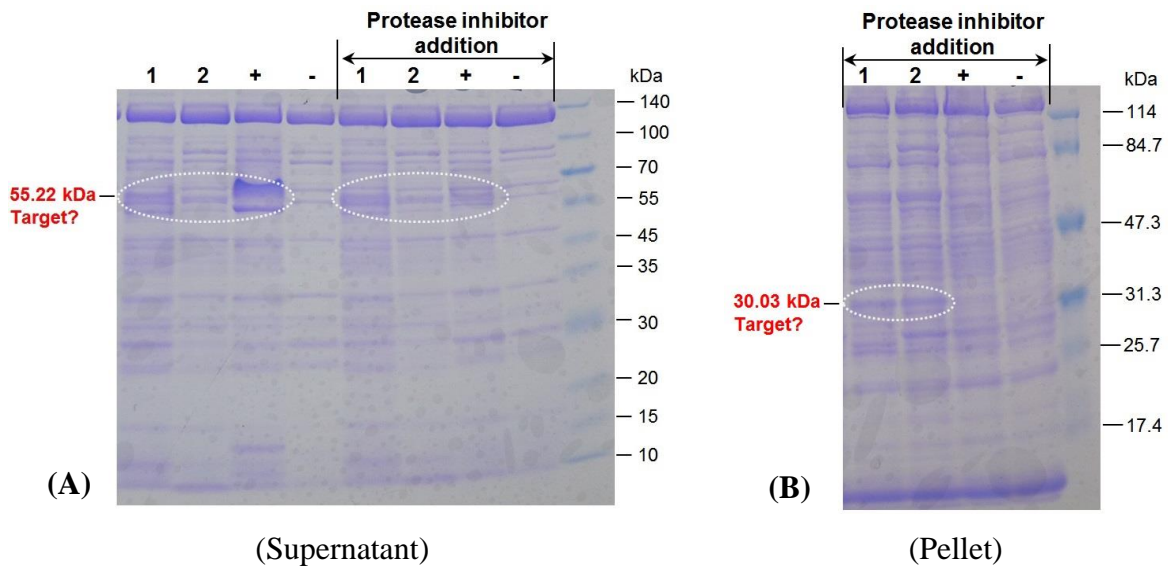 Protease inhibitor
addition
1 2 + - 1 2 + - kDa
140
100
70
55.22 kDa
Target?
55
45
35
30
20
15
10
(A)
(Supernatant)
Protease inhibitor
addition
1 2 + - kDa
114
84.7
47.3
30.03 kDa
Target?
31.3
25.7
17.4
(B)
(Pellet)